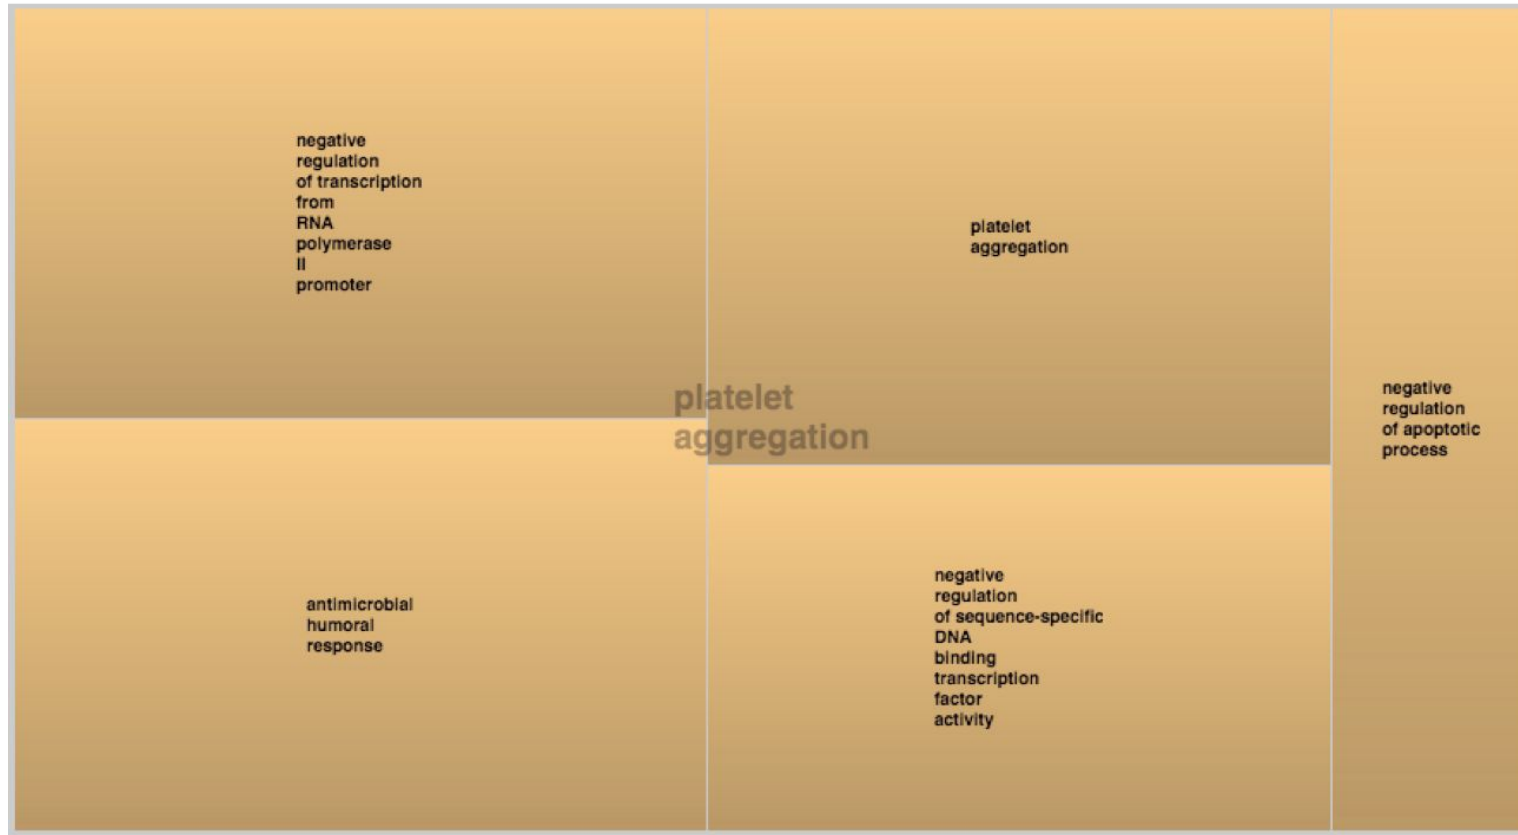 negative
regulation
of transcription
from
RNA
polymerase
II
promoter
platelet
aggregation
negative
regulation
of apoptotic
process
platelet
aggregation
antimicrobial
humoral
response
negative
regulation
of sequence-specific
DNA
binding
transcription
factor
activity